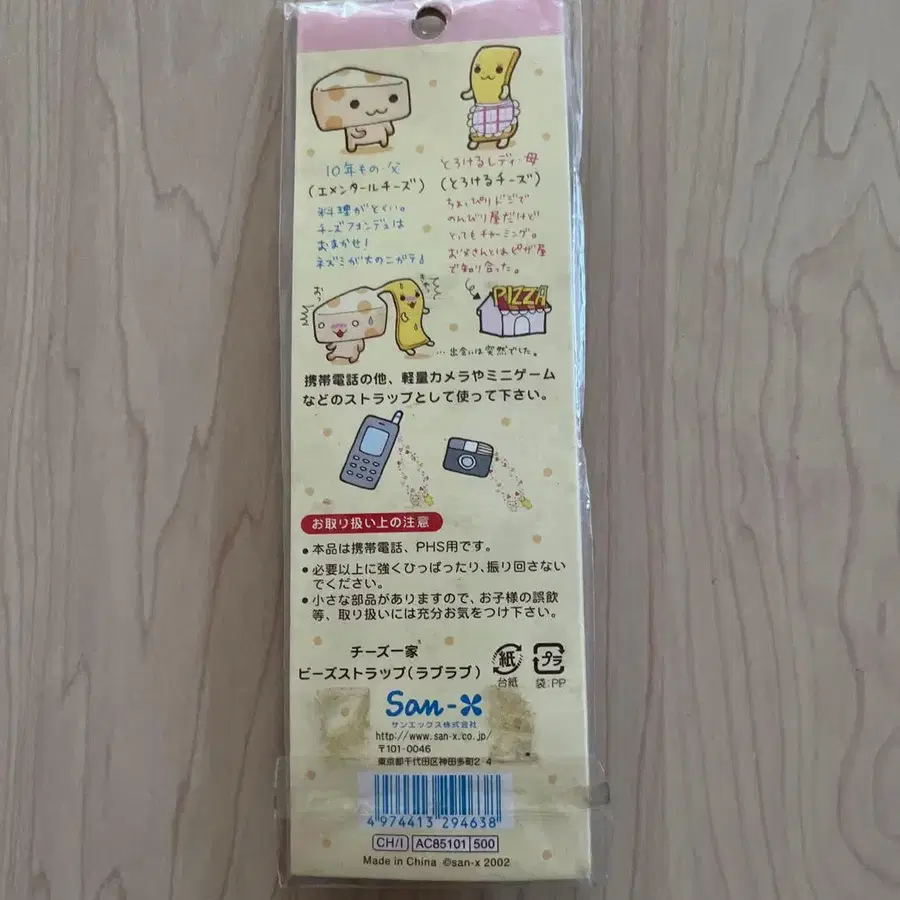 10年もの・父
(エメンタールチーズ)
料理がとくい。
チーズフォンデュは
おまかせ!
ネズミが大のにがテ!
とろけるレディ・母
(とろけるチーズ)
ちょっぴりドジで
のんびり屋だけど
とってもチャーミング。
お父さんとはピザ屋
で知り合った。
おっ
きゃっ
PIZZA
…出会いは突然でした。
携帯電話の他、軽量カメラやミニゲーム
などのストラップとして使って下さい。
お取り扱い上の注意
●本品は携帯電話、PHS用です。
●必要以上に強くひっぱったり、振り回さない
でください。
●小さな部品がありますので、お子様の誤飲
等、取り扱いには充分お気をつけ下さい。
チーズ一家
ビーズストラップ(ラブラブ)
紙
台紙
プラ
袋:PP
San-X
サンエックス株式会社
http://www.san-x.co.jp/
〒101-0046
東京都千代田区神田多町2-4
4 974413 294638
CH/I AC85101 500
Made in China ©san-x 2002